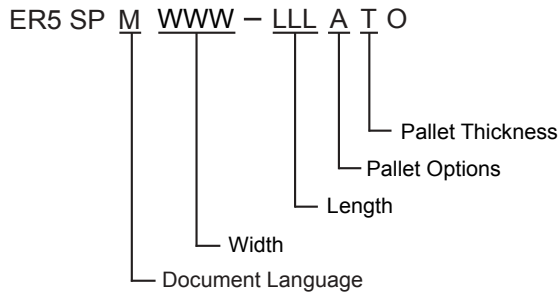 ER5 SP M WWW – LLL A T O
Pallet Thickness
Pallet Options
Length
Width
Document Language